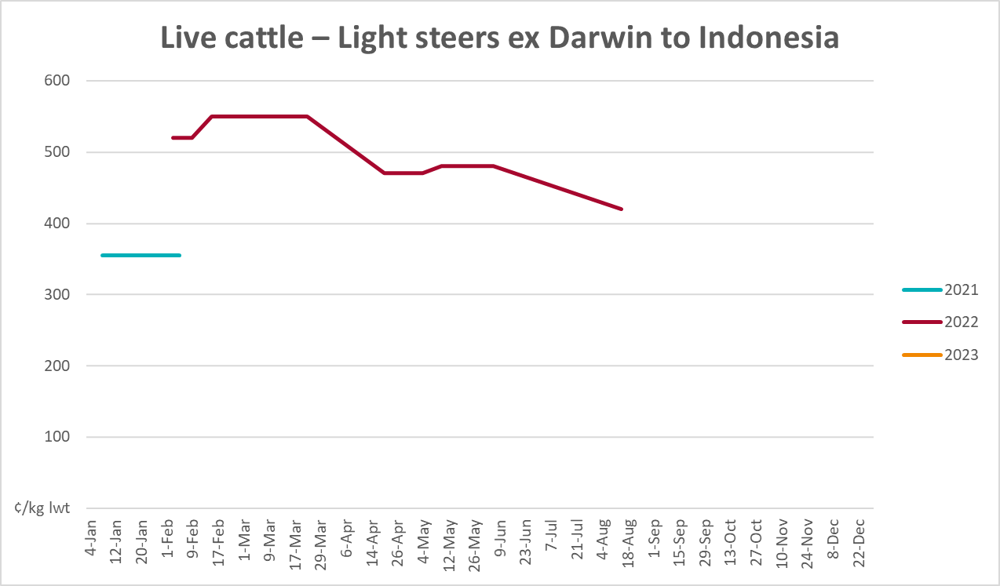 Live cattle – Light steers ex Darwin to Indonesia
600
500
400
300
200
100
¢/kg lwt
4-Jan
12-Jan
20-Jan
1-Feb
9-Feb
17-Feb
1-Mar
9-Mar
17-Mar
29-Mar
6-Apr
14-Apr
26-Apr
4-May
12-May
26-May
9-Jun
23-Jun
7-Jul
21-Jul
4-Aug
18-Aug
1-Sep
15-Sep
29-Sep
13-Oct
27-Oct
10-Nov
24-Nov
8-Dec
22-Dec
2021
2022
2023